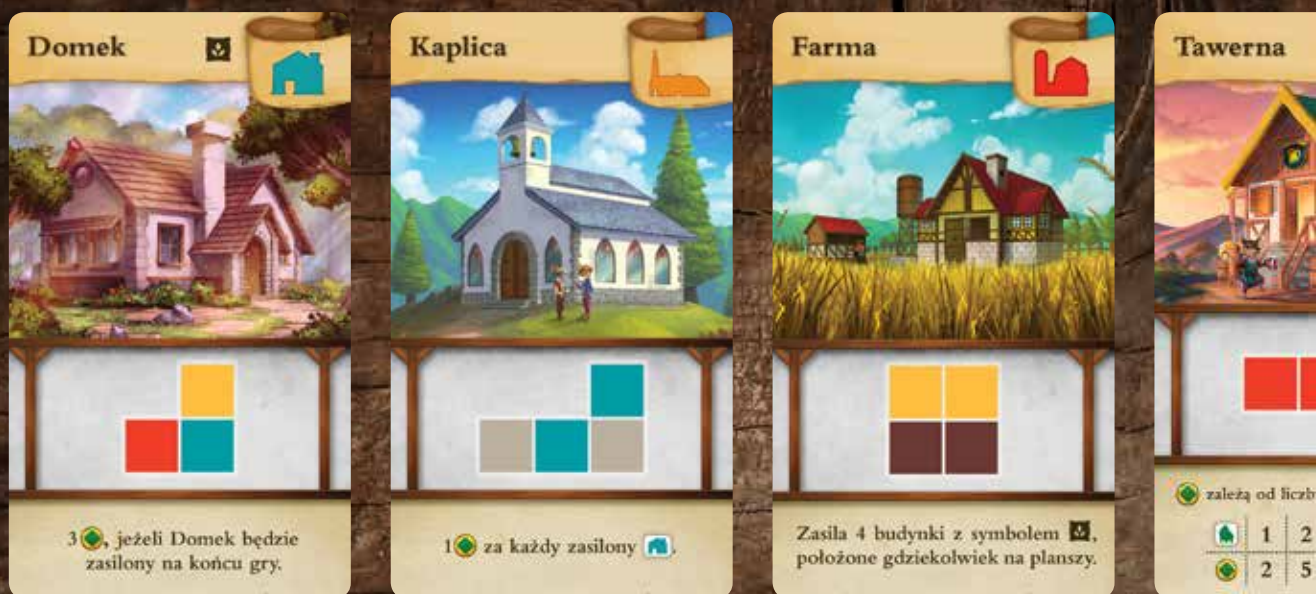 Domek
3, jeżeli Domek będzie
zasilony na końcu gry.
Kaplica
1 za każdy zasilony .
Farma
Zasila 4 budynki z symbolem ,
położone gdziekolwiek na planszy.
Tawerna
zależą od
1 2
2 5